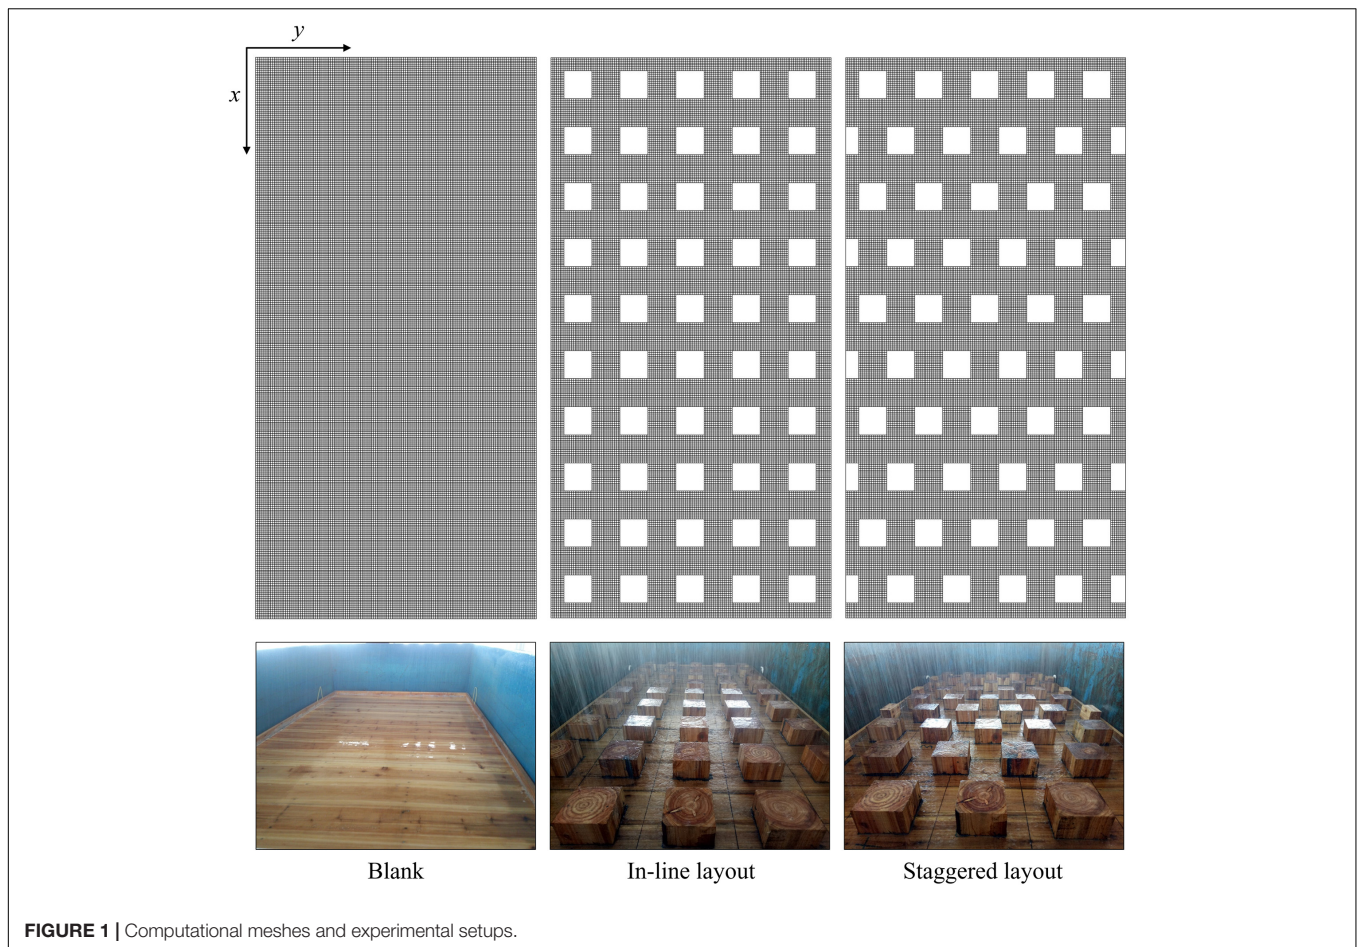 y
x
Blank
In-line layout
Staggered layout
FIGURE 1 | Computational meshes and experimental setups.